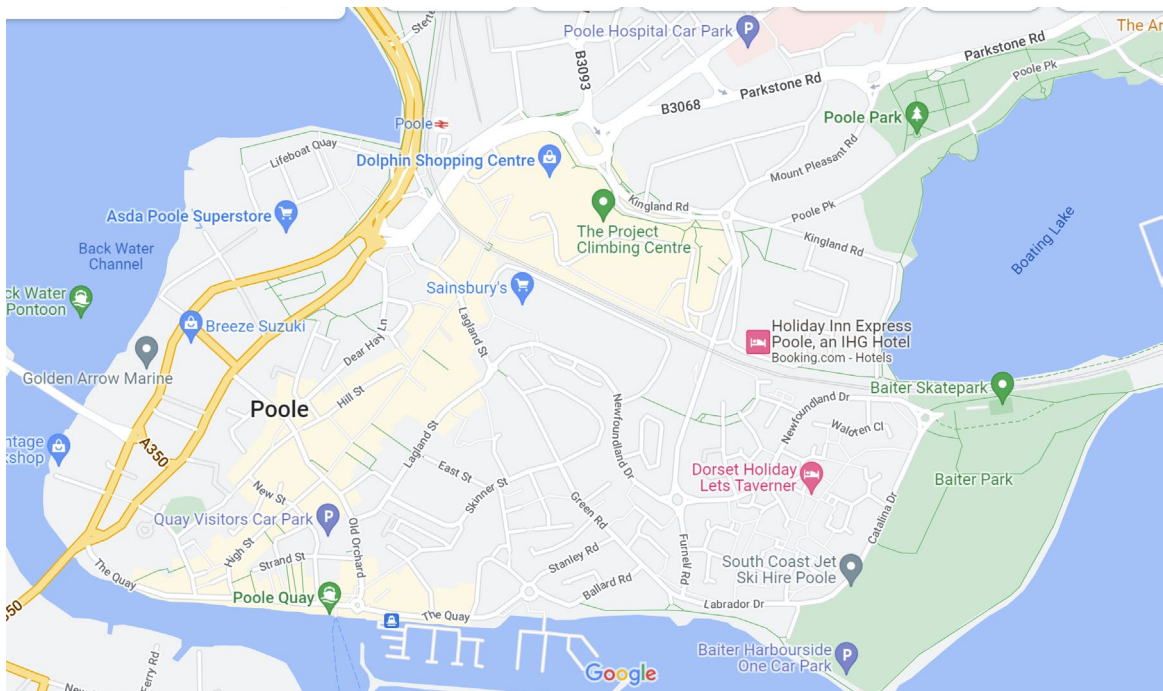 Sterte
Poole Hospital Car Park
B3093
The Ar
Parkstone Rd
Poole Pk
Parkstone Rd
B3068
Poole
Poole Park
Lifeboat Quay
Dolphin Shopping Centre
Mount Pleasant Rd
Asda Poole Superstore
Kingland Rd
Poole Pk
The Project
Climbing Centre
Kingland Rd
Back Water
Channel
Boating Lake
ck Water
Pontoon
Sainsbury's
Breeze Suzuki
Lagland St
Dear Hay Ln
Holiday Inn Express
Poole, an IHG Hotel
Booking.com - Hotels
Golden Arrow Marine
Hill St
Baiter Skatepark
Poole
Newfoundland Dr
Newfoundland Dr
Waldren Cl
Lagland St
A350
ntage
kshop
East St
Skinner St
Dorset Holiday
Lets Taverner
Baiter Park
New St
Quay Visitors Car Park
Old Orchard
Green Rd
Catalina Dr
High St
Strand St
Stanley Rd
Furnell Rd
South Coast Jet
Ski Hire Poole
The Quay
Ballard Rd
Poole Quay
The Quay
Labrador Dr
350
Baiter Harbourside
One Car Park
Ferry Rd
Google
New